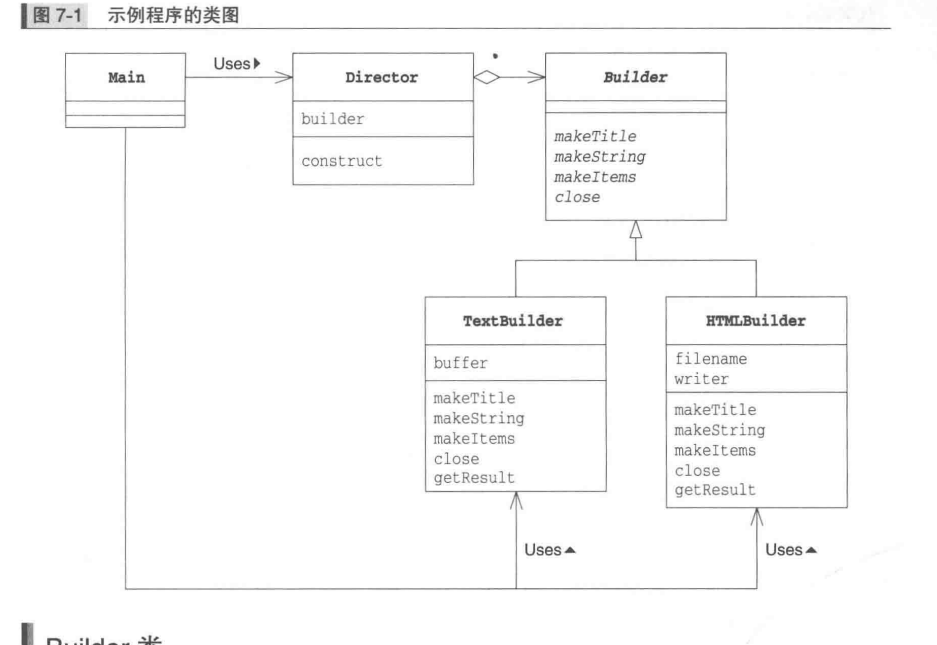 图 7-1 示例程序的类图
Main
Uses▶
Director
builder
construct
*
Builder
makeTitle
makeString
makeItems
close
TextBuilder
buffer
makeTitle
makeString
makeItems
close
getResult
HTMLBuilder
filename
writer
makeTitle
makeString
makeItems
close
getResult
Uses▲
Uses▲
Builder 类